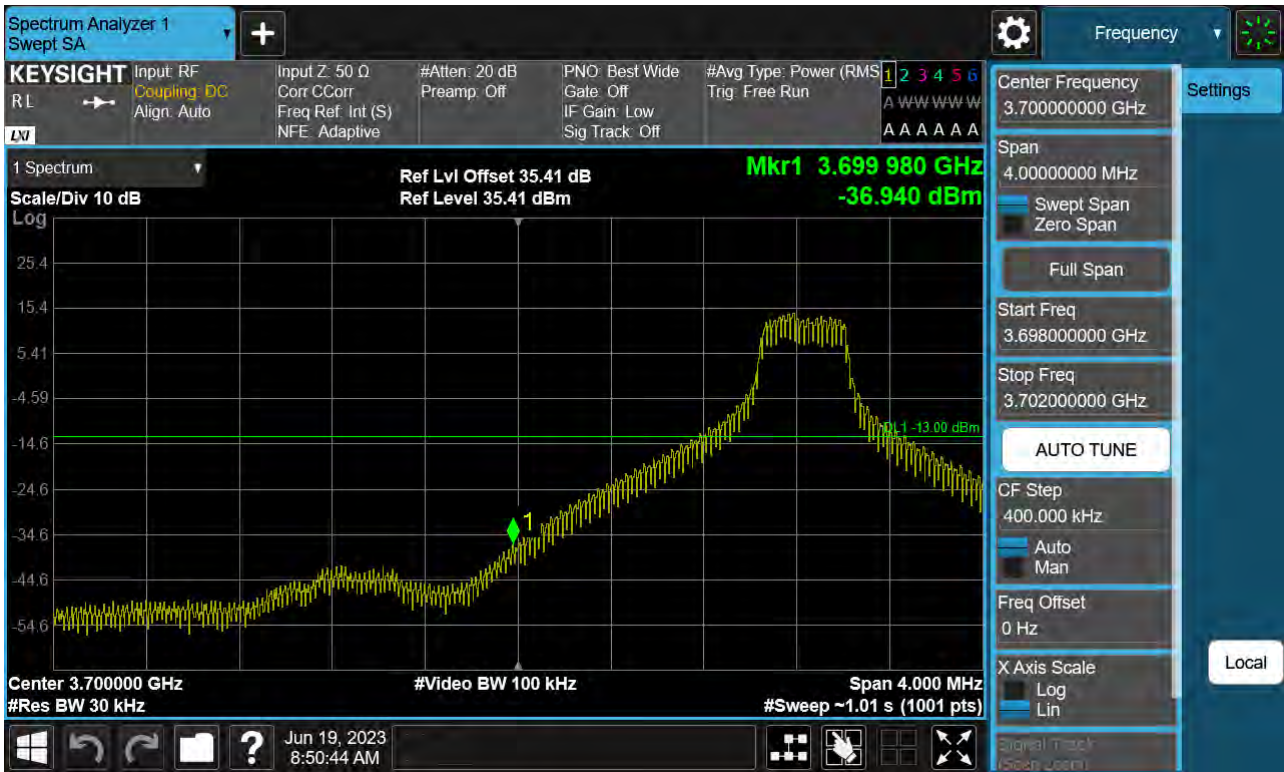 Spectrum Analyzer 1
Swept SA
+
Frequency
KEYSIGHT
RL
LXI
Input: RF
Coupling: DC
Align: Auto
Input Z: 50 Ω
Corr CCorr
Freq Ref: Int (S)
NFE: Adaptive
#Atten: 20 dB
Preamp: Off
PNO: Best Wide
Gate: Off
IF Gain: Low
Sig Track: Off
#Avg Type: Power (RMS
Trig: Free Run
1 2 3 4 5 6
A W W W W W
A A A A A A
1 Spectrum
Scale/Div 10 dB
Log
Ref Lvl Offset 35.41 dB
Ref Level 35.41 dBm
Mkr1 3.699 980 GHz
-36.940 dBm
25.4
15.4
5.41
-4.59
-14.6
-24.6
-34.6
-44.6
-54.6
DL1 -13.00 dBm
1
Center 3.700000 GHz
#Video BW 100 kHz
Span 4.000 MHz
#Res BW 30 kHz
#Sweep ~1.01 s (1001 pts)
Center Frequency
3.700000000 GHz
Settings
Span
4.00000000 MHz
Swept Span
Zero Span
Full Span
Start Freq
3.698000000 GHz
Stop Freq
3.702000000 GHz
AUTO TUNE
CF Step
400.000 kHz
Auto
Man
Freq Offset
0 Hz
X Axis Scale
Log
Lin
Signal Track
(Span Zoom)
Local
?
Jun 19, 2023
8:50:44 AM